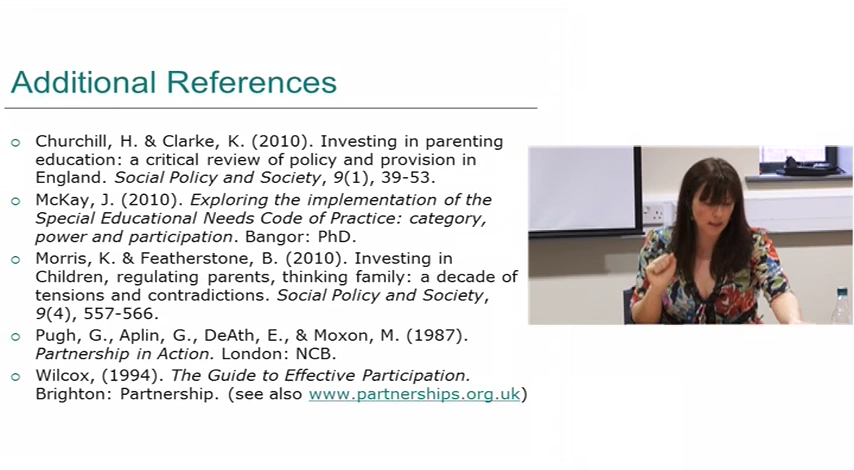 Additional References
Churchill, H. & Clarke, K. (2010). Investing in parenting
education: a critical review of policy and provision in
England. Social Policy and Society, 9(1), 39-53.
McKay, J. (2010). Exploring the implementation of the
Special Educational Needs Code of Practice: category,
power and participation. Bangor: PhD.
Morris, K. & Featherstone, B. (2010). Investing in
Children, regulating parents, thinking family: a decade of
tensions and contradictions. Social Policy and Society,
9(4), 557-566.
Pugh, G., Aplin, G., DeAth, E., & Moxon, M. (1987).
Partnership in Action. London: NCB.
Wilcox, (1994). The Guide to Effective Participation.
Brighton: Partnership. (see also www.partnerships.org.uk)